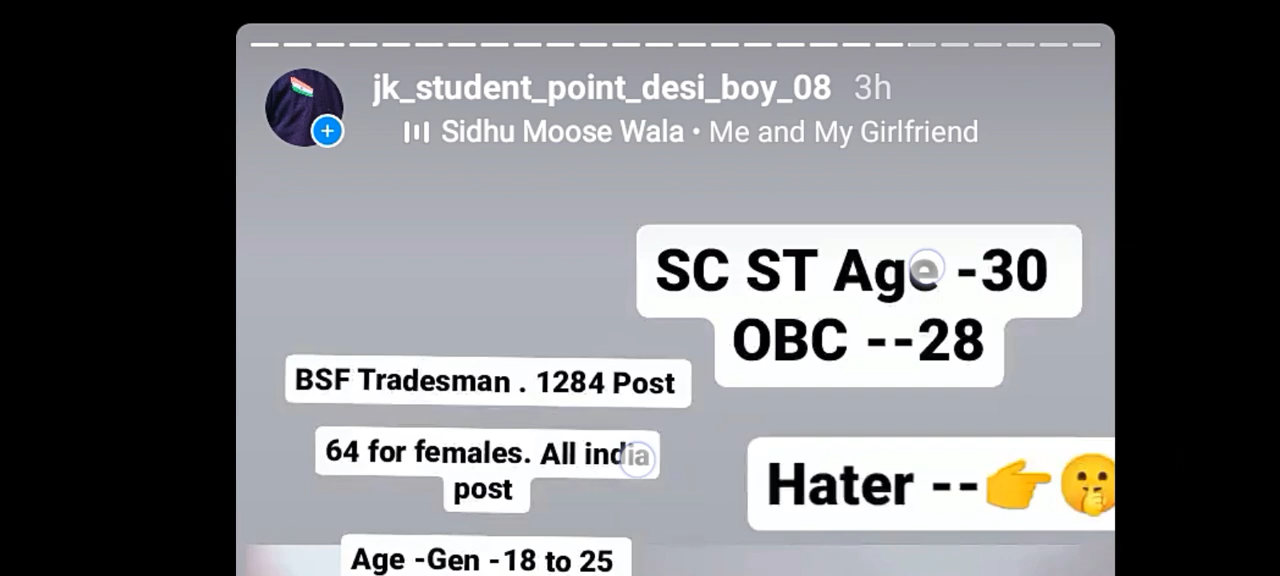 jk_student_point_desi_boy_08 3h
Sidhu Moose Wala • Me and My Girlfriend
SC ST Age -30
OBC --28
BSF Tradesman . 1284 Post
64 for females. All india
post
Hater --👉🤫
Age -Gen -18 to 25